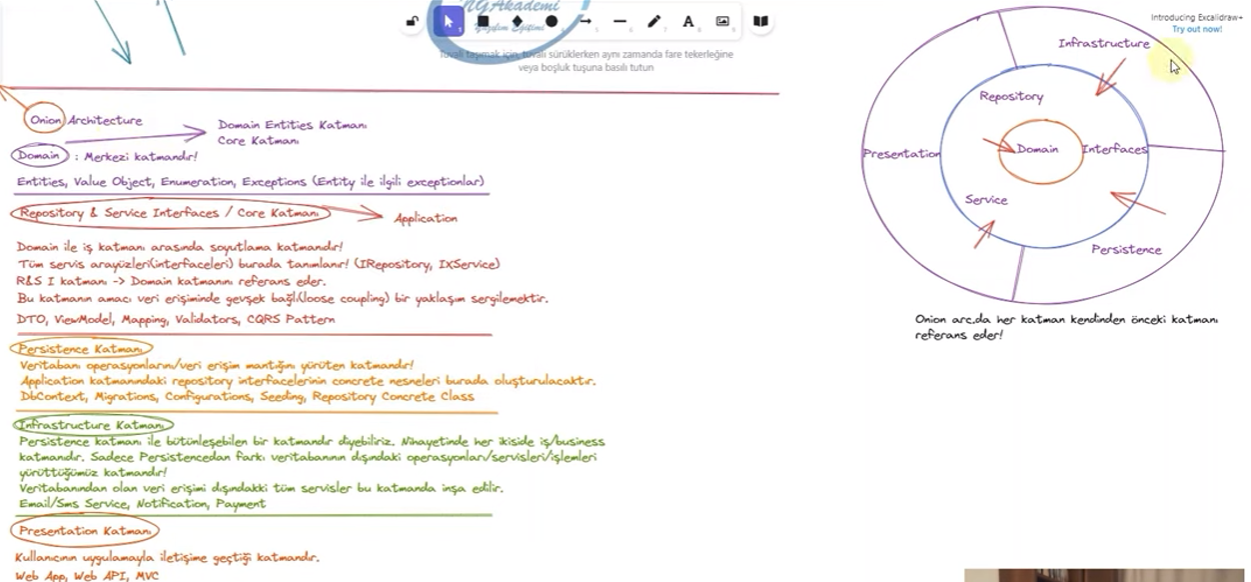 NGAkademi
Yazılım Eğitimi
Tuvali taşımak için, tuvali sürüklerken aynı zamanda fare tekerleğine
veya boşluk tuşuna basılı tutun
Introducing Excalidraw+
Try out now!
Onion Architecture
Domain Entities Katmanı
Core Katmanı
Domain : Merkezi katmandır!
Entities, Value Object, Enumeration, Exceptions (Entity ile ilgili exceptionlar)
Repository & Service Interfaces / Core Katmanı
Application
Domain ile iş katmanı arasında soyutlama katmanıdır!
Tüm servis arayüzleri(interfaceleri) burada tanımlanır! (IRepository, IXService)
R&S I katmanı -> Domain katmanını referans eder.
Bu katmanın amacı veri erişiminde gevşek bağlı(loose coupling) bir yaklaşım sergilemektir.
DTO, ViewModel, Mapping, Validators, CQRS Pattern
Persistence Katmanı
Veritabanı operasyonlarını/veri erişim mantığını yürüten katmandır!
Application katmanındaki repository interfacelerinin concrete nesneleri burada oluşturulacaktır.
DbContext, Migrations, Configurations, Seeding, Repository Concrete Class
Infrastructure Katmanı
Persistence katmanı ile bütünleşebilen bir katmandır diyebiliriz. Nihayetinde her ikiside iş/business
katmanıdır. Sadece Persistencedan farkı veritabanının dışındaki operasyonları/servisleri/işlemleri
yürüttüğümüz katmandır!
Veritabanından olan veri erişimi dışındakki tüm servisler bu katmanda inşa edilir.
Email/Sms Service, Notification, Payment
Presentation Katmanı
Kullanıcının uygulamayla iletişime geçtiği katmandır.
Web App, Web API, MVC
Infrastructure
Repository
Presentation
Domain
Interfaces
Service
Persistence
Onion arc.da her katman kendinden önceki katmanı
referans eder!